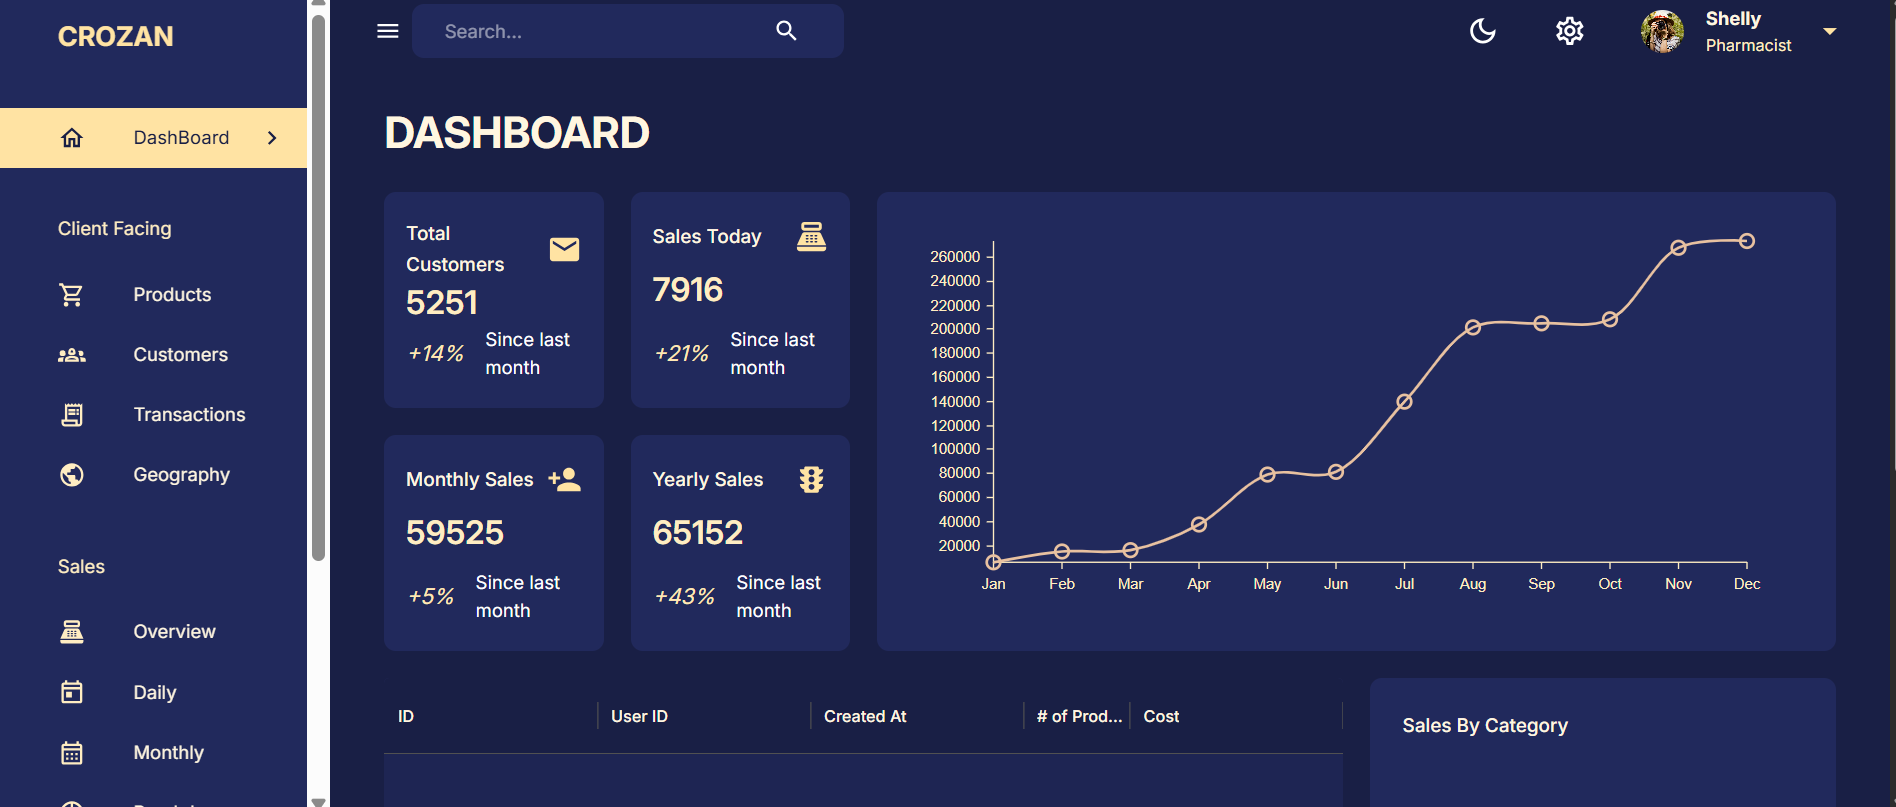 CROZAN
Search...
Shelly
Pharmacist
DashBoard
Client Facing
Products
Customers
Transactions
Geography
Sales
Overview
Daily
Monthly
DASHBOARD
Total
Customers
5251
+14%
Since last
month
Sales Today
7916
+21%
Since last
month
Monthly Sales
59525
+5%
Since last
month
Yearly Sales
65152
+43%
Since last
month
260000
240000
220000
200000
180000
160000
140000
120000
100000
80000
60000
40000
20000
Jan Feb Mar Apr May Jun Jul Aug Sep Oct Nov Dec
ID User ID Created At # of Prod... Cost
Sales By Category